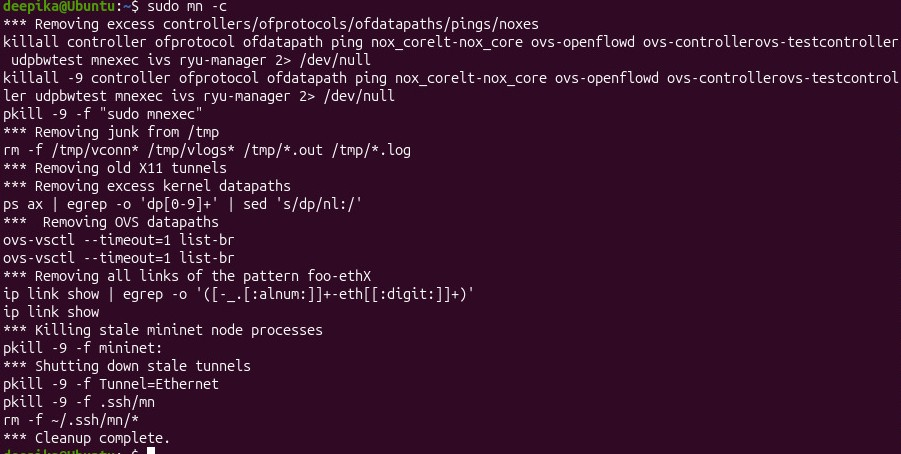 deepika@Ubuntu:~$ sudo mn -c
*** Removing excess controllers/ofprotocols/ofdatapaths/pings/noxes
killall controller ofprotocol ofdatapath ping nox_corelt-nox_core ovs-openflowd ovs-controllerovs-testcontroller
 udpbwtest mnexec ivs ryu-manager 2> /dev/null
killall -9 controller ofprotocol ofdatapath ping nox_corelt-nox_core ovs-openflowd ovs-controllerovs-testcontrol
ler udpbwtest mnexec ivs ryu-manager 2> /dev/null
pkill -9 -f "sudo mnexec"
*** Removing junk from /tmp
rm -f /tmp/vconn* /tmp/vlogs* /tmp/*.out /tmp/*.log
*** Removing old X11 tunnels
*** Removing excess kernel datapaths
ps ax | egrep -o 'dp[0-9]+' | sed 's/dp/nl:/'
***  Removing OVS datapaths
ovs-vsctl --timeout=1 list-br
ovs-vsctl --timeout=1 list-br
*** Removing all links of the pattern foo-ethX
ip link show | egrep -o '([-_.[:alnum:]]+-eth[[:digit:]]+)'
ip link show
*** Killing stale mininet node processes
pkill -9 -f mininet:
*** Shutting down stale tunnels
pkill -9 -f Tunnel=Ethernet
pkill -9 -f .ssh/mn
rm -f ~/.ssh/mn/*
*** Cleanup complete.
deepika@Ubuntu:~$